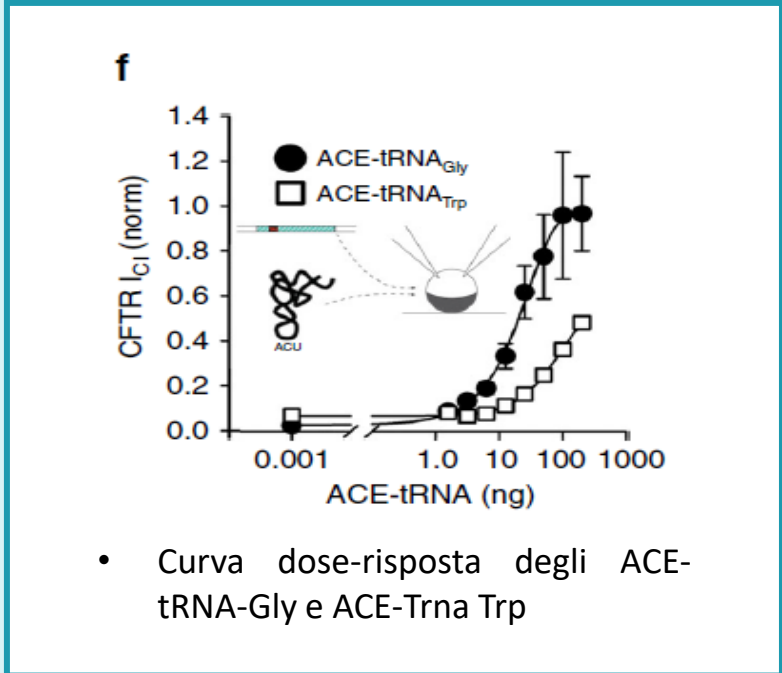 f
1.4
1.2
1.0
0.8
0.6
0.4
0.2
0.0
CFTR I_Cl (norm)
ACE-tRNA_Gly
ACE-tRNA_Trp
ACU
0.001
1.0
10
100
1000
ACE-tRNA (ng)
• Curva dose-risposta degli ACE-
tRNA-Gly e ACE-Trna Trp